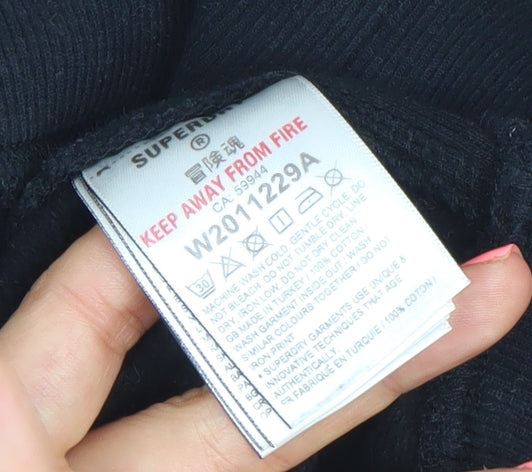 SUPERDRY
®
冒険魂
KEEP AWAY FROM FIRE
CA: 59944
W2011229A
30
MACHINE WASH COLD, GENTLE CYCLE, DO
NOT BLEACH, DO NOT TUMBLE DRY, LINE
DRY, IRON LOW, DO NOT DRY CLEAN
GB MADE IN TURKEY / 100% COTTON /
WASH GARMENT INSIDE OUT. WASH
SIMILAR COLOURS TOGETHER / DO NOT
IRON PRINT
* SUPERDRY GARMENTS USE UNIQUE &
INNOVATIVE TECHNIQUES THAT AGE
AUTHENTICALLY.
FR FABRIQUÉ EN TURQUIE / 100% COTON /